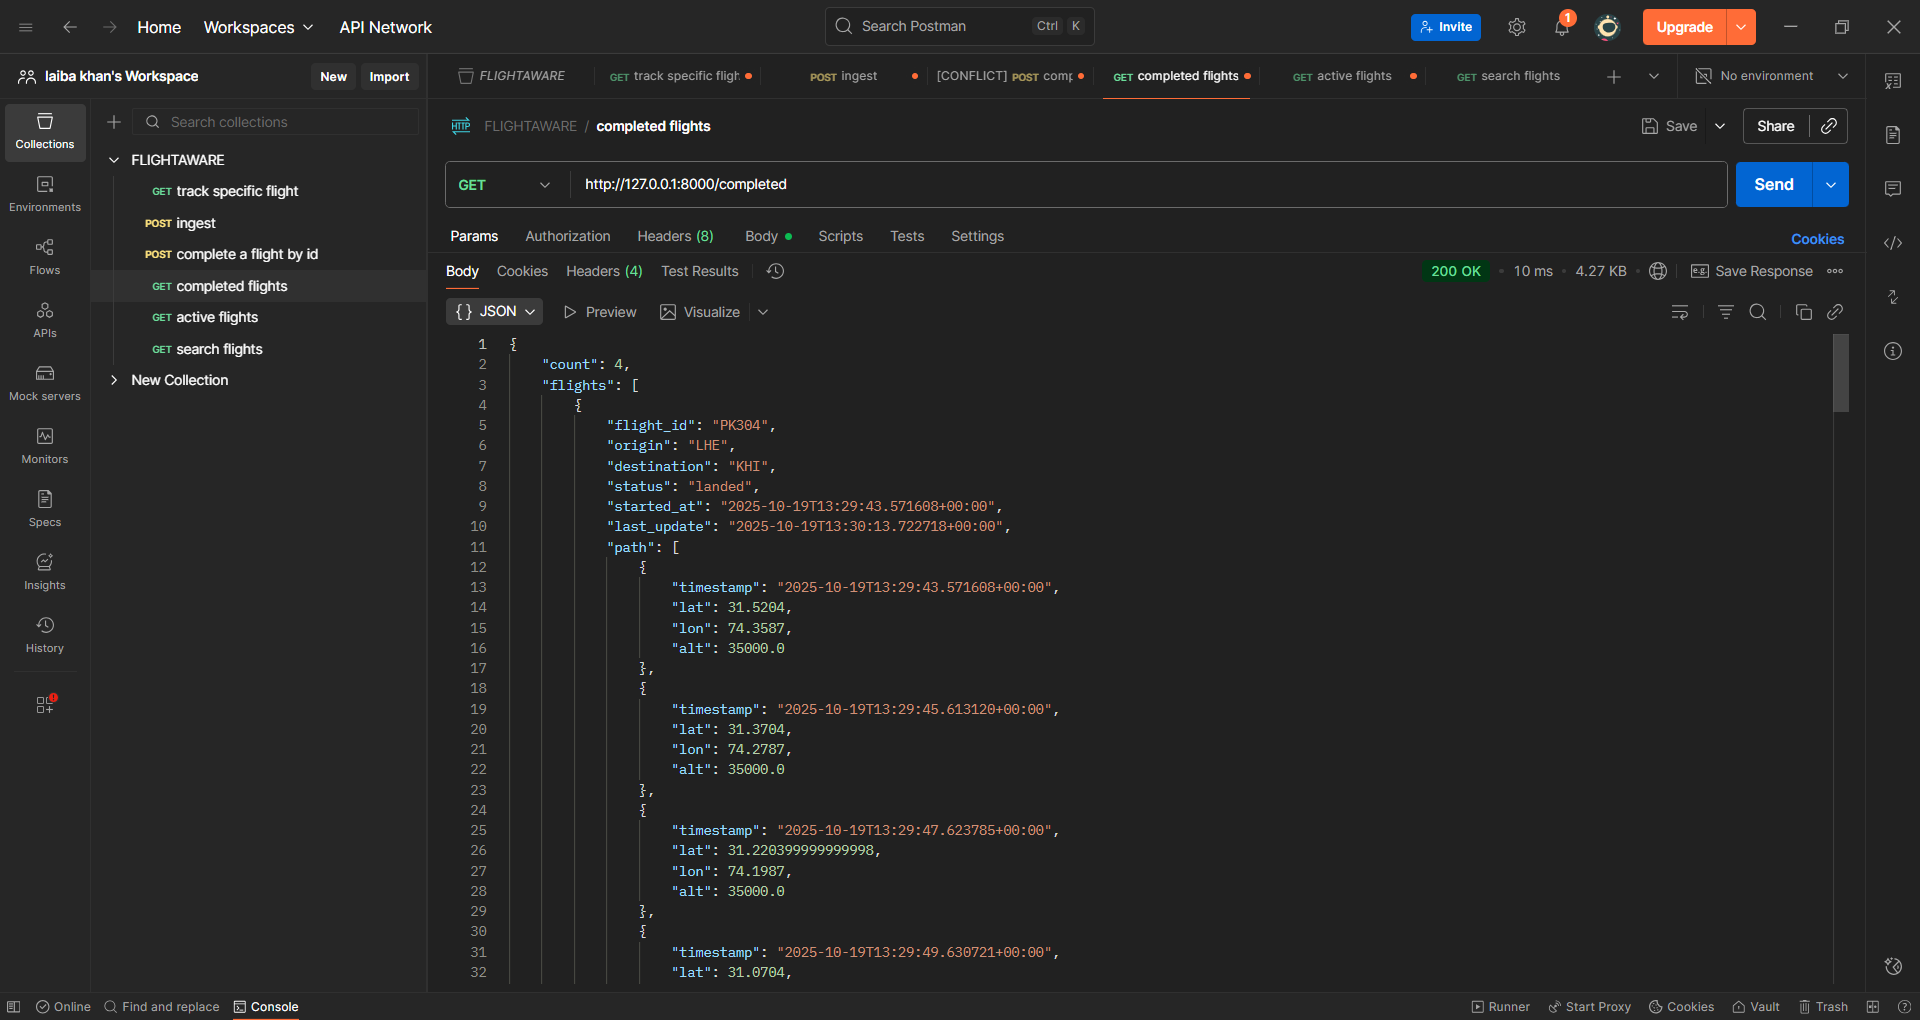 Home
Workspaces
API Network
Search Postman
Ctrl
K
Invite
1
Upgrade
laiba khan's Workspace
New
Import
FLIGHTAWARE
GET track specific fligh
POST ingest
[CONFLICT] POST comp
GET completed flights
GET active flights
GET search flights
No environment
Collections
Environments
Flows
APIs
Mock servers
Monitors
Specs
Insights
History
Search collections
FLIGHTAWARE
GET track specific flight
POST ingest
POST complete a flight by id
GET completed flights
GET active flights
GET search flights
New Collection
HTTP FLIGHTAWARE / completed flights
Save
Share
GET
http://127.0.0.1:8000/completed
Send
Params
Authorization
Headers (8)
Body
Scripts
Tests
Settings
Cookies
Body
Cookies
Headers (4)
Test Results
200 OK
10 ms
4.27 KB
e.g. Save Response
{} JSON
Preview
Visualize
1 {
2 "count": 4,
3 "flights": [
4 {
5 "flight_id": "PK304",
6 "origin": "LHE",
7 "destination": "KHI",
8 "status": "landed",
9 "started_at": "2025-10-19T13:29:43.571608+00:00",
10 "last_update": "2025-10-19T13:30:13.722718+00:00",
11 "path": [
12 {
13 "timestamp": "2025-10-19T13:29:43.571608+00:00",
14 "lat": 31.5204,
15 "lon": 74.3587,
16 "alt": 35000.0
17 },
18 {
19 "timestamp": "2025-10-19T13:29:45.613120+00:00",
20 "lat": 31.3704,
21 "lon": 74.2787,
22 "alt": 35000.0
23 },
24 {
25 "timestamp": "2025-10-19T13:29:47.623785+00:00",
26 "lat": 31.220399999999998,
27 "lon": 74.1987,
28 "alt": 35000.0
29 },
30 {
31 "timestamp": "2025-10-19T13:29:49.630721+00:00",
32 "lat": 31.0704,
Online
Find and replace
Console
Runner
Start Proxy
Cookies
Vault
Trash